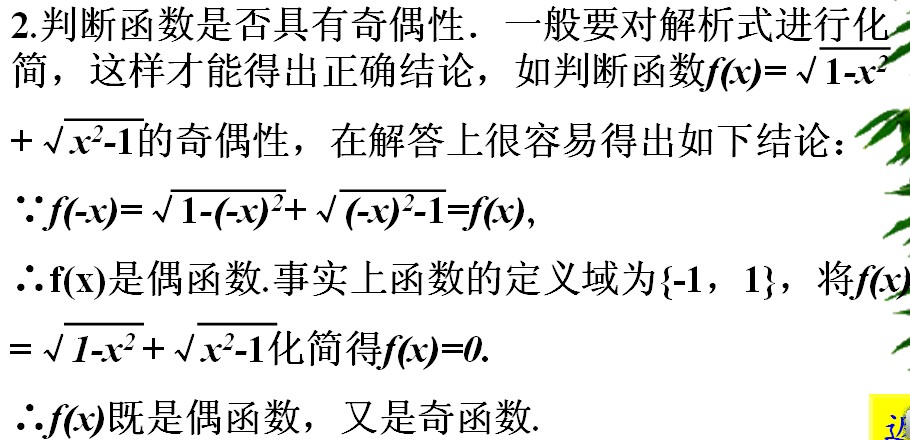 2.判断函数是否具有奇偶性．一般要对解析式进行化
简，这样才能得出正确结论，如判断函数f(x)=√1-x²
+√x²-1的奇偶性，在解答上很容易得出如下结论：
∵f(-x)=√1-(-x)²+√(-x)²-1=f(x),
∴f(x)是偶函数.事实上函数的定义域为{-1，1}，将f(x)
=√1-x²+√x²-1化简得f(x)=0.
∴f(x)既是偶函数，又是奇函数.